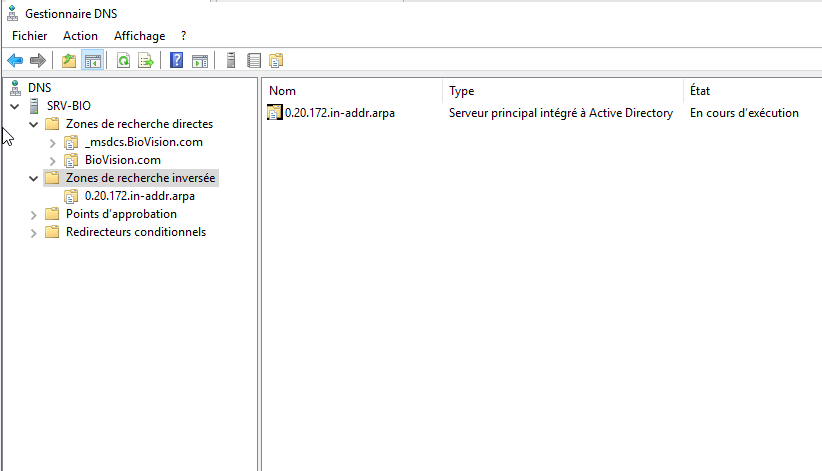 Gestionnaire DNS
Fichier Action Affichage ?
DNS
SRV-BIO
Zones de recherche directes
_msdcs.BioVision.com
BioVision.com
Zones de recherche inversée
0.20.172.in-addr.arpa
Points d'approbation
Redirecteurs conditionnels
Nom Type État
0.20.172.in-addr.arpa Serveur principal intégré à Active Directory En cours d'exécution